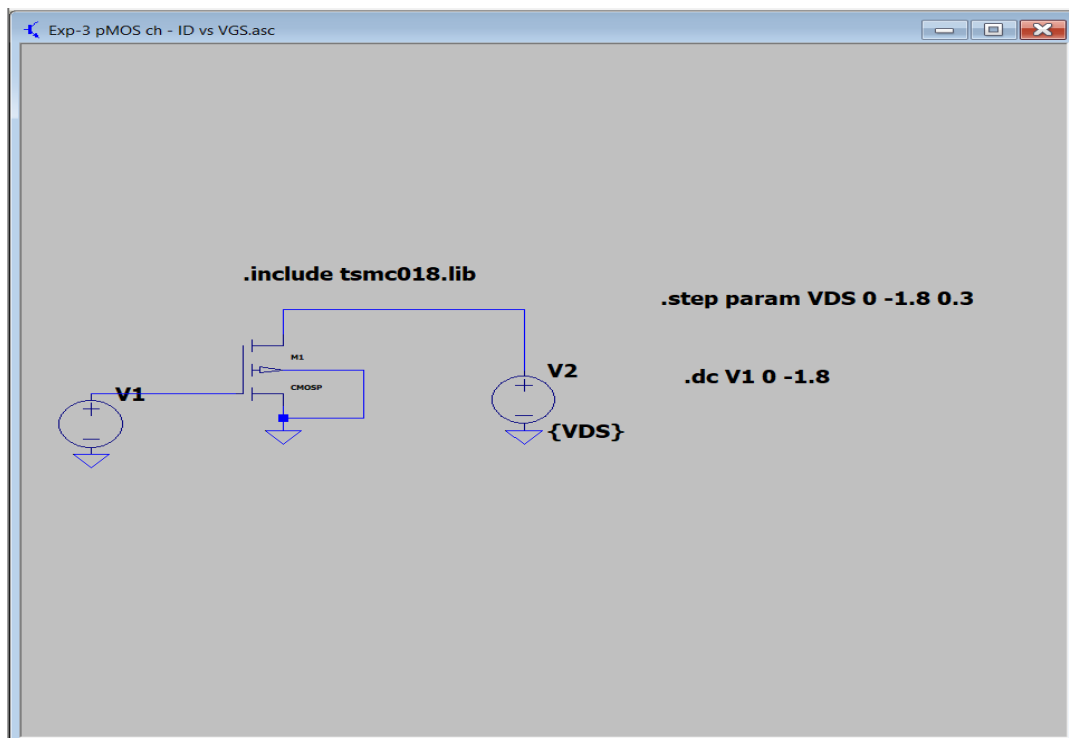 Exp-3 pMOS ch - ID vs VGS.asc
.include tsmc018.lib
.step param VDS 0 -1.8 0.3
M1
V2
.dc V1 0 -1.8
CMOSP
V1
{VDS}